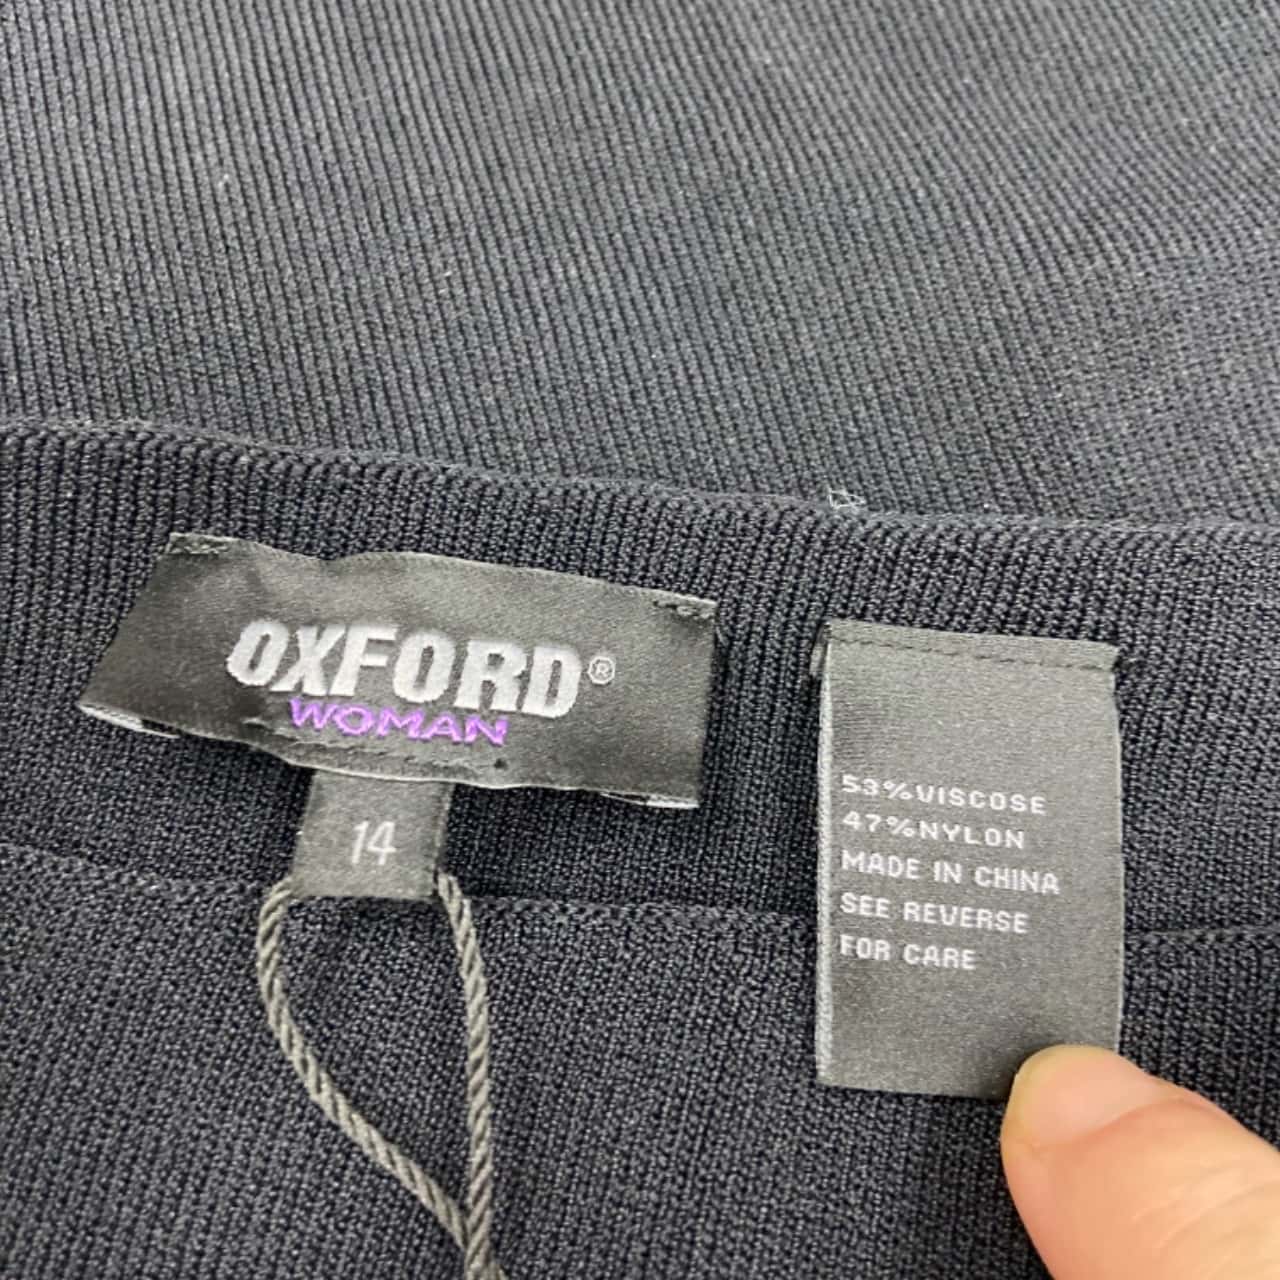 OXFORD®
WOMAN
14
53%VISCOSE
47%NYLON
MADE IN CHINA
SEE REVERSE
FOR CARE